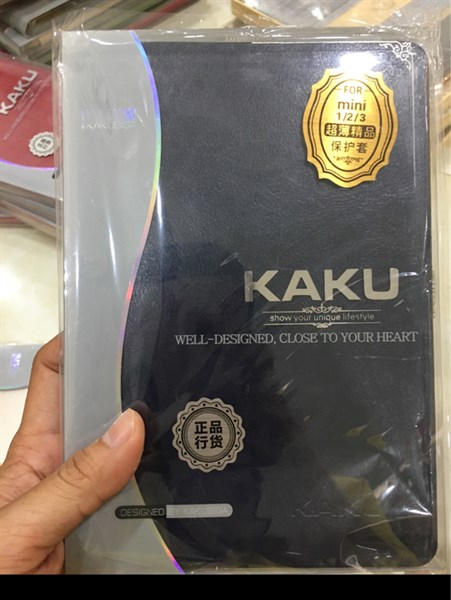 FOR
mini
1/2/3
超薄精品
保护套
KAKU
KAKU
show your unique lifestyle
WELL-DESIGNED, CLOSE TO YOUR HEART
正品
行货
DESIGNED BY KAKUSIGA
KAKU